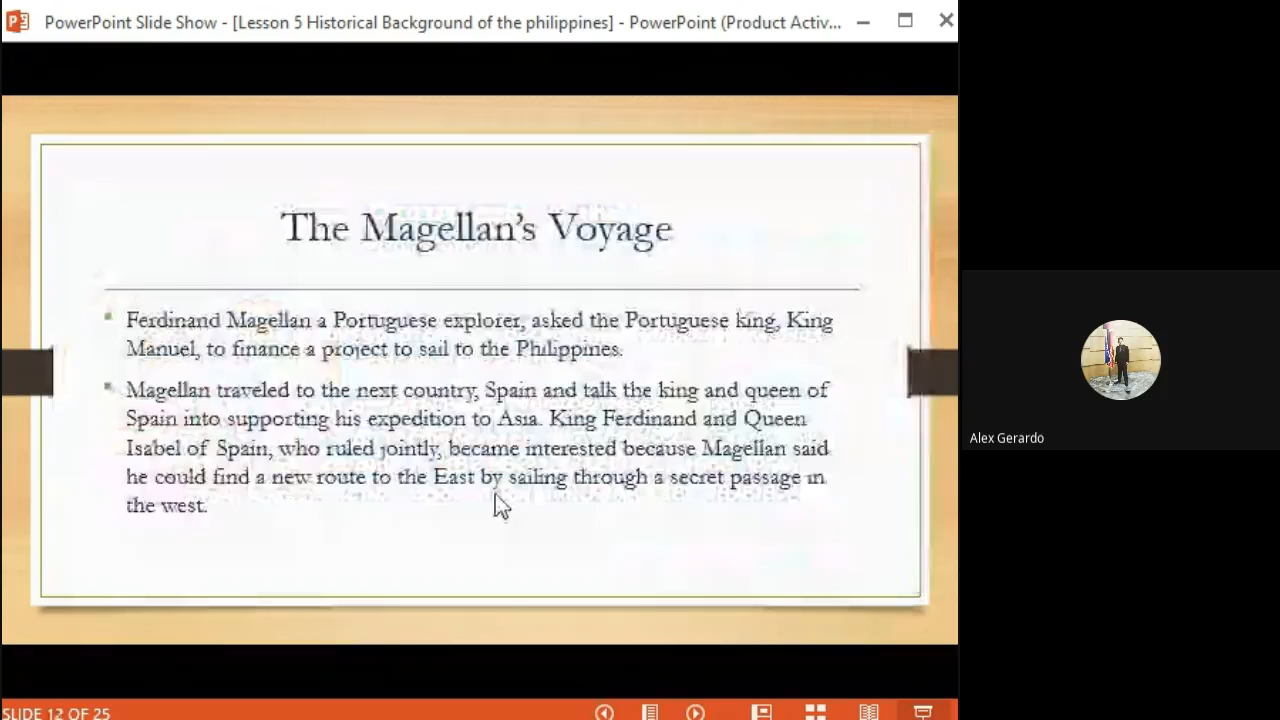 PowerPoint Slide Show - [Lesson 5 Historical Background of the philippines] - PowerPoint (Product Activ...
The Magellan's Voyage
Ferdinand Magellan a Portuguese explorer, asked the Portuguese king, King
Manuel, to finance a project to sail to the Philippines.
Magellan traveled to the next country, Spain and talk the king and queen of
Spain into supporting his expedition to Asia. King Ferdinand and Queen
Isabel of Spain, who ruled jointly, became interested because Magellan said
he could find a new route to the East by sailing through a secret passage in
the west.
Alex Gerardo
SLIDE 12 OF 25